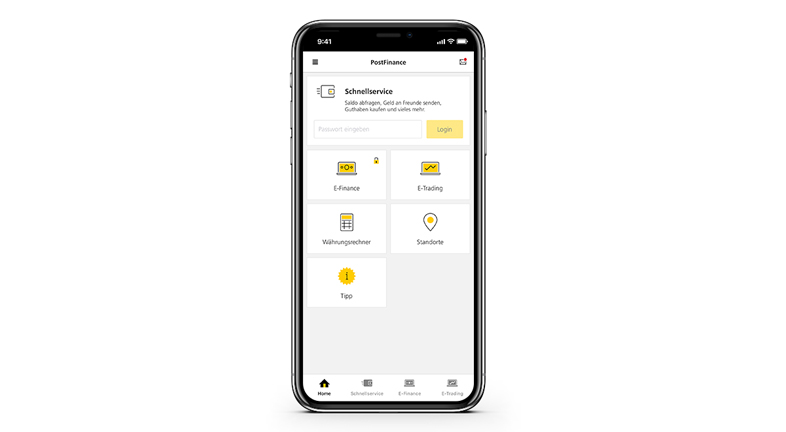 9:41
PostFinance
Schnellservice
Saldo abfragen, Geld an Freunde senden,
Guthaben kaufen und vieles mehr.
Passwort eingeben
Login
E-Finance
E-Trading
Währungsrechner
Standorte
Tipp
Home
Schnellservice
E-Finance
E-Trading